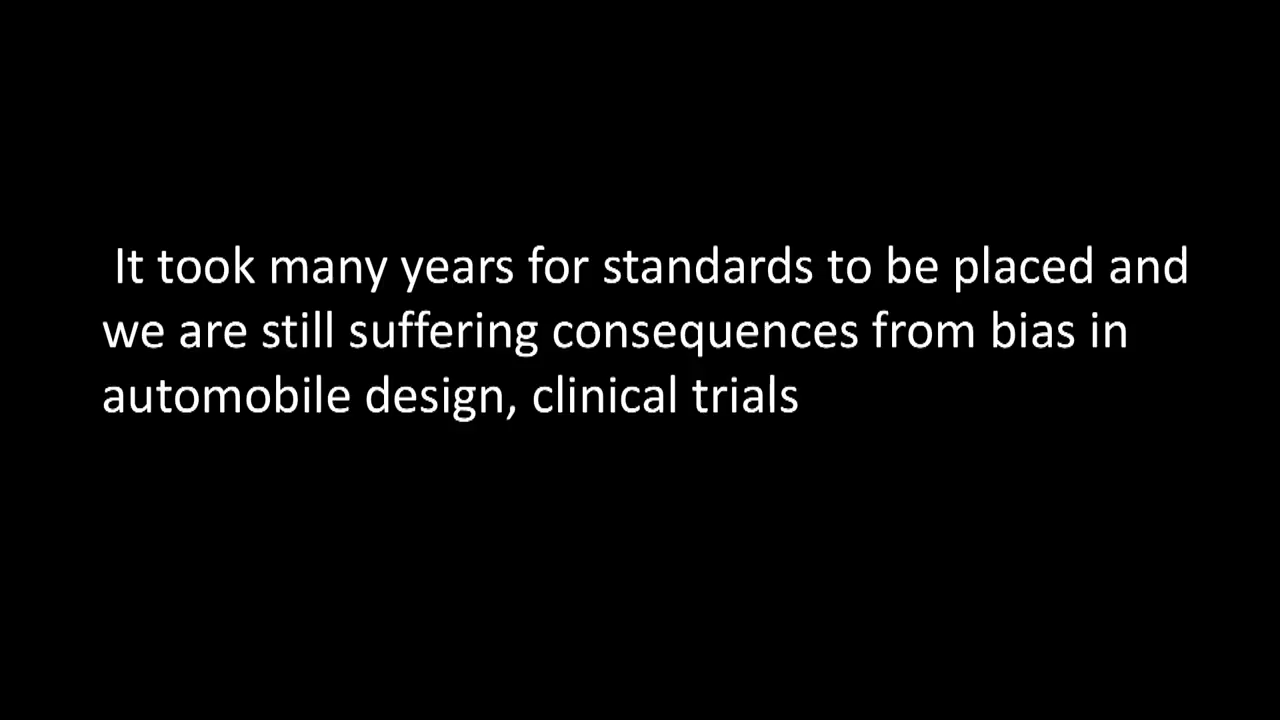 It took many years for standards to be placed and
we are still suffering consequences from bias in
automobile design, clinical trials